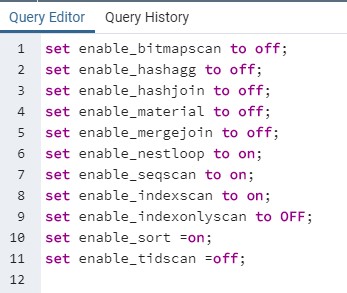 Query Editor Query History
1 set enable_bitmapscan to off;
2 set enable_hashagg to off;
3 set enable_hashjoin to off;
4 set enable_material to off;
5 set enable_mergejoin to off;
6 set enable_nestloop to on;
7 set enable_seqscan to on;
8 set enable_indexscan to on;
9 set enable_indexonlyscan to OFF;
10 set enable_sort =on;
11 set enable_tidscan =off;
12